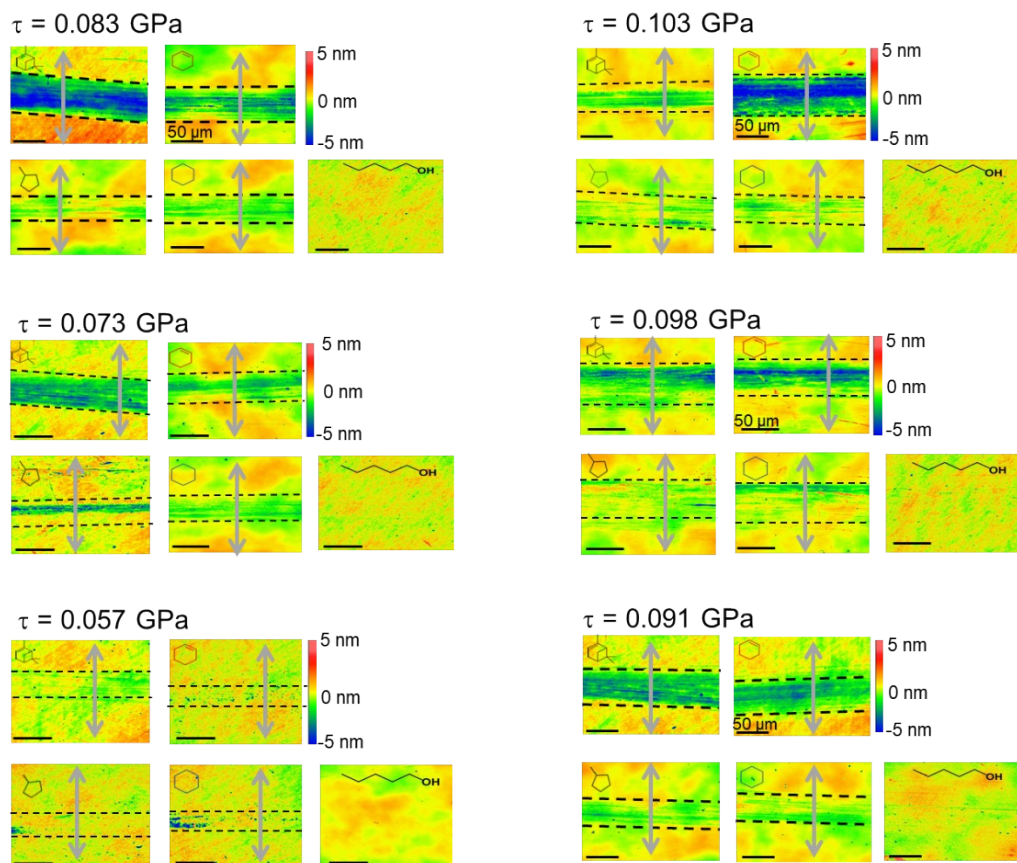 τ = 0.083 GPa
5 nm
0 nm
-5 nm
50 µm
OH
τ = 0.103 GPa
5 nm
0 nm
-5 nm
50 µm
OH
τ = 0.073 GPa
5 nm
0 nm
-5 nm
OH
τ = 0.098 GPa
5 nm
0 nm
-5 nm
50 µm
OH
τ = 0.057 GPa
5 nm
0 nm
-5 nm
OH
τ = 0.091 GPa
5 nm
0 nm
-5 nm
50 µm
OH